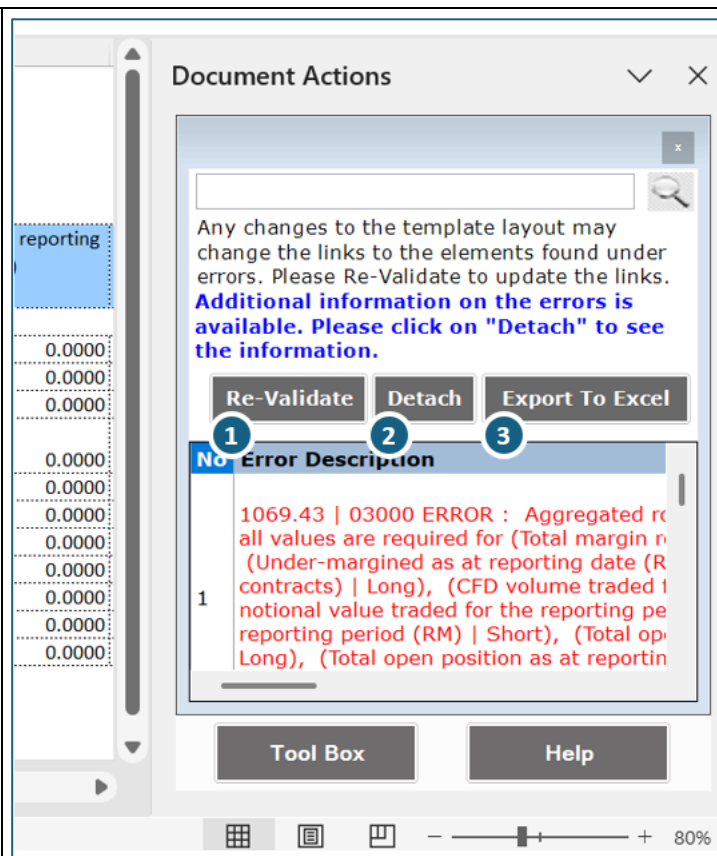 Document Actions
x
reporting
)
Any changes to the template layout may
change the links to the elements found under
errors. Please Re-Validate to update the links.
Additional information on the errors is
available. Please click on "Detach" to see
the information.
0.0000
0.0000
0.0000
0.0000
0.0000
0.0000
0.0000
0.0000
0.0000
0.0000
0.0000
Re-Validate Detach Export To Excel
1 2 3
No Error Description
1
1069.43 | 03000 ERROR : Aggregated
all values are required for (Total margin
(Under-margined as at reporting date (R
contracts) | Long), (CFD volume traded
notional value traded for the reporting
reporting period (RM) | Short), (Total
Long), (Total open position as at
Tool Box Help
80%